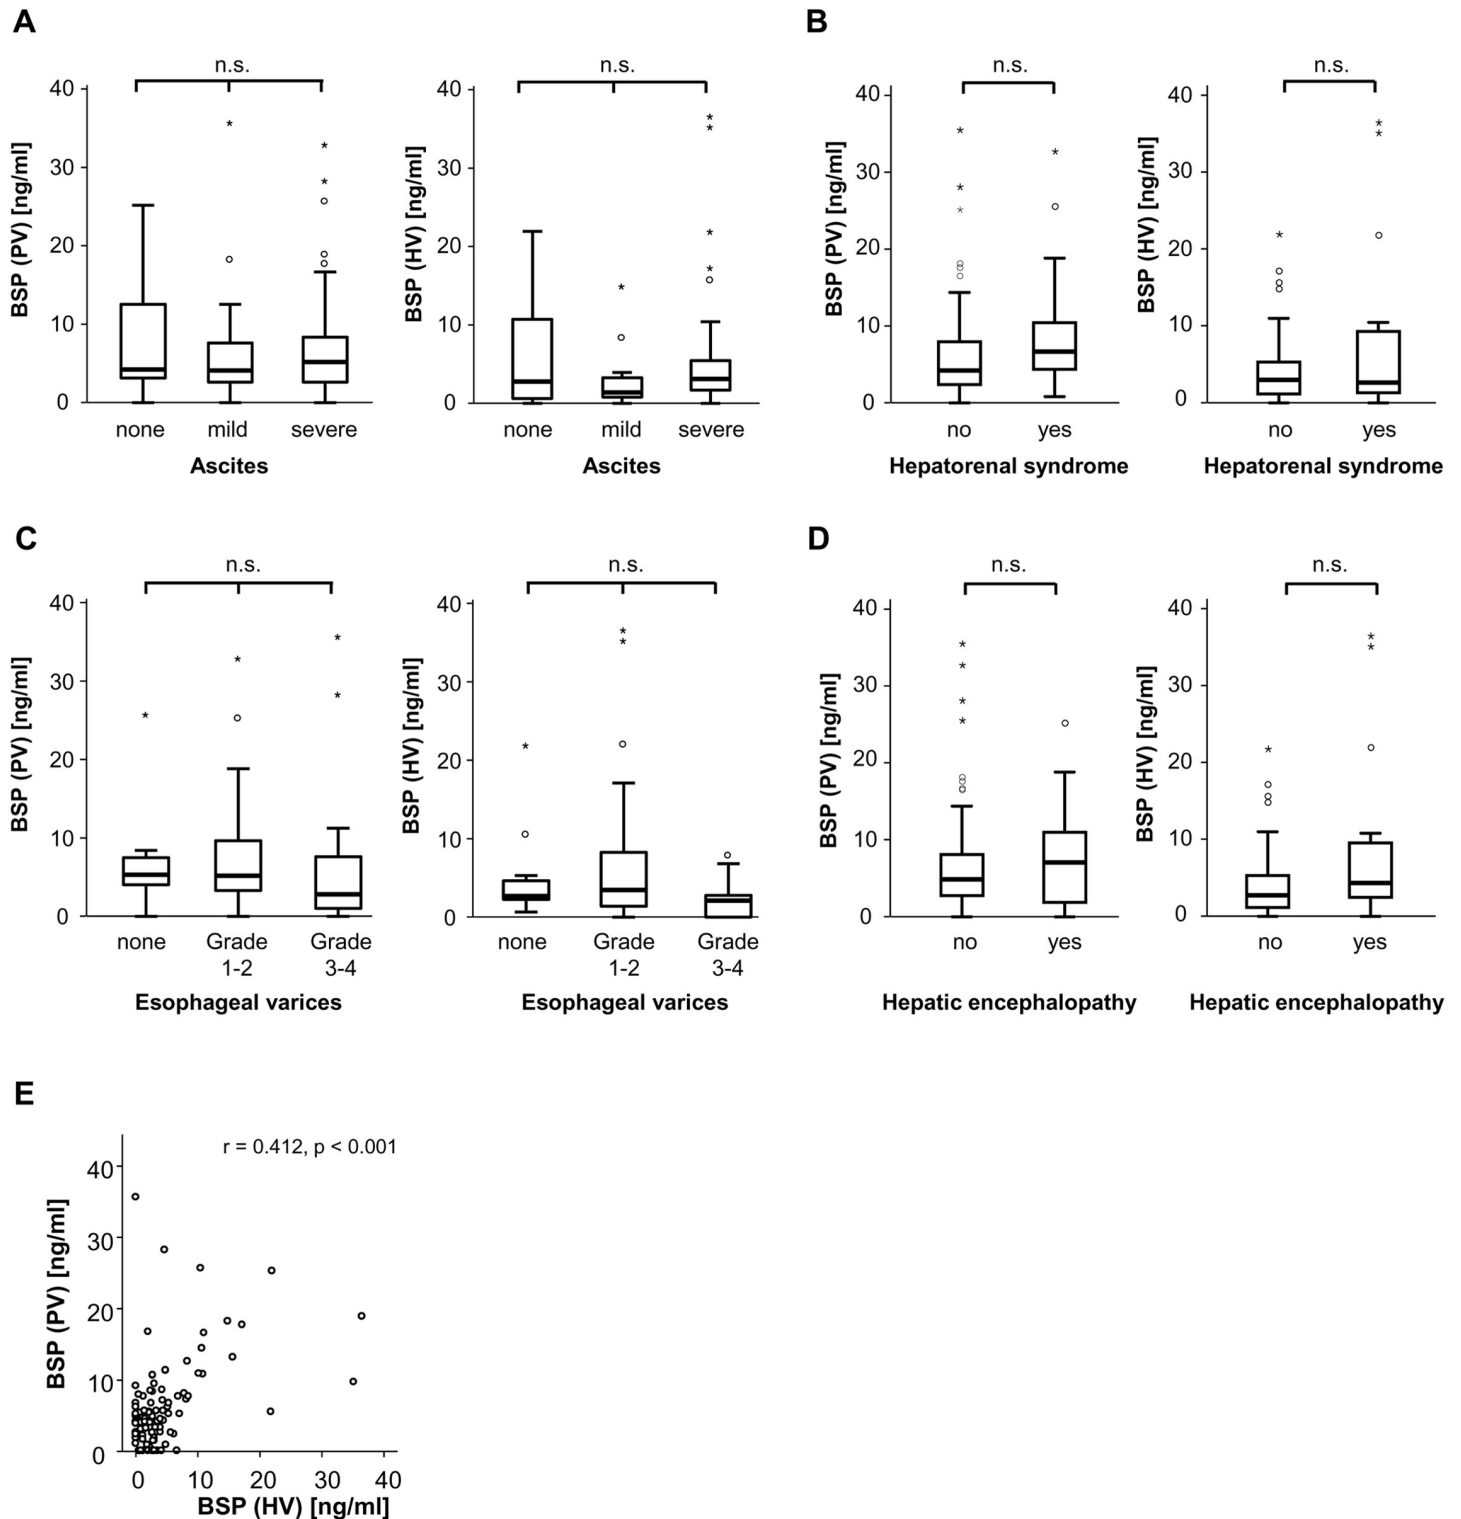 A
n.s.
40
30
20
10
0
BSP (PV) [ng/ml]
none mild severe
Ascites
n.s.
40
30
20
10
0
BSP (HV) [ng/ml]
none mild severe
Ascites
B
n.s.
40
30
20
10
0
BSP (PV) [ng/ml]
no yes
Hepatorenal syndrome
n.s.
40
30
20
10
0
BSP (HV) [ng/ml]
no yes
Hepatorenal syndrome
C
n.s.
40
30
20
10
0
BSP (PV) [ng/ml]
none Grade Grade
1-2 3-4
Esophageal varices
n.s.
40
30
20
10
0
BSP (HV) [ng/ml]
none Grade Grade
1-2 3-4
Esophageal varices
D
n.s.
40
30
20
10
0
BSP (PV) [ng/ml]
no yes
Hepatic encephalopathy
n.s.
40
30
20
10
0
BSP (HV) [ng/ml]
no yes
Hepatic encephalopathy
E
r = 0.412, p < 0.001
40
30
20
10
0
BSP (PV) [ng/ml]
0 10 20 30 40
BSP (HV) [ng/ml]